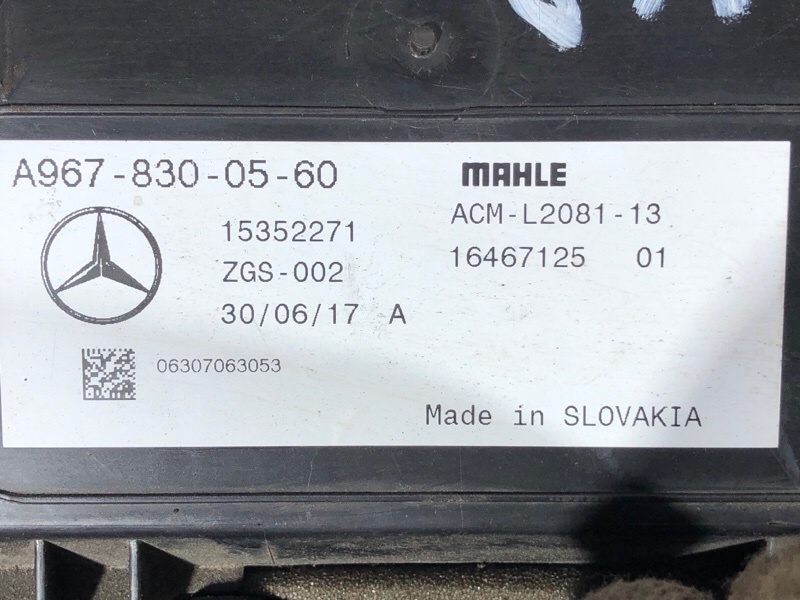 A967-830-05-60
MAHLE
ACM-L2081-13
15352271
16467125 01
ZGS-002
30/06/17 A
06307063053
Made in SLOVAKIA